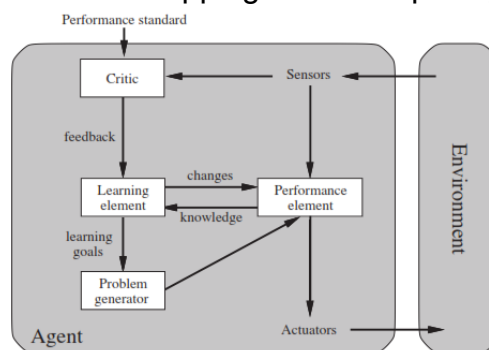 Performance standard
Critic
Sensors
feedback
changes
Learning
element
Performance
element
knowledge
learning
goals
Problem
generator
Agent
Actuators
Environment